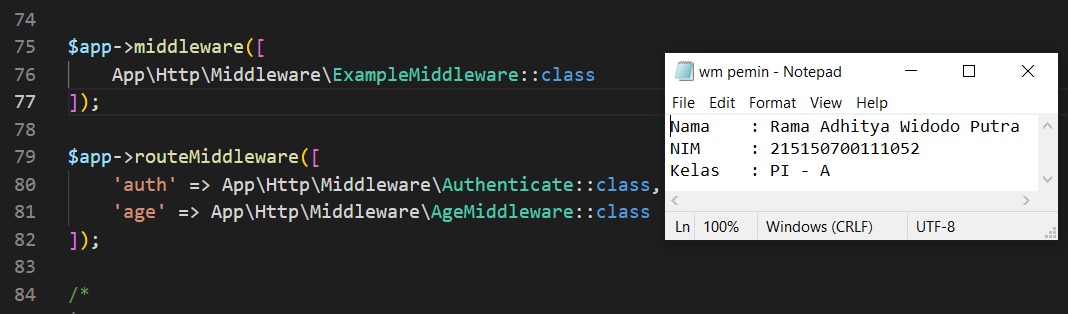 74
75 $app->middleware([
76     App\Http\Middleware\ExampleMiddleware::class
77 ]);
78
79 $app->routeMiddleware([
80     'auth' => App\Http\Middleware\Authenticate::class,
81     'age' => App\Http\Middleware\AgeMiddleware::class
82 ]);
83
84 /*
wm pemin - Notepad
File Edit Format View Help
Nama    : Rama Adhitya Widodo Putra
NIM     : 215150700111052
Kelas   : PI - A
Ln 100% Windows (CRLF) UTF-8